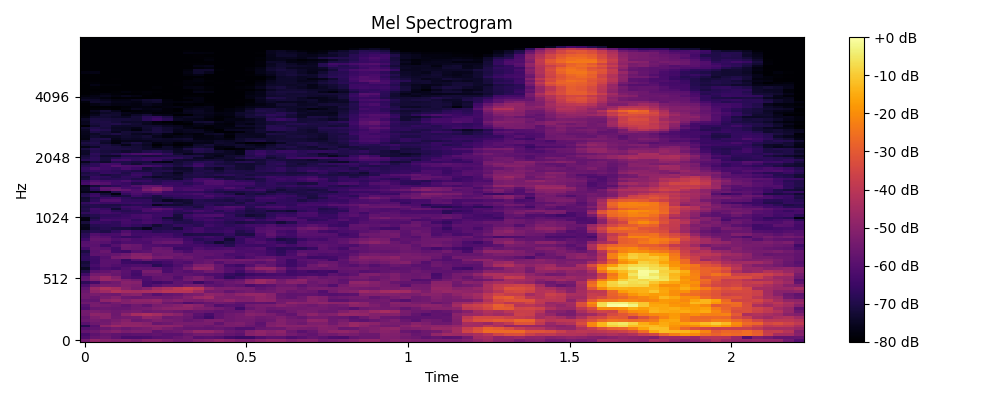 Mel Spectrogram
Hz
4096
2048
1024
512
0
0
0.5
1
1.5
2
Time
+0 dB
-10 dB
-20 dB
-30 dB
-40 dB
-50 dB
-60 dB
-70 dB
-80 dB